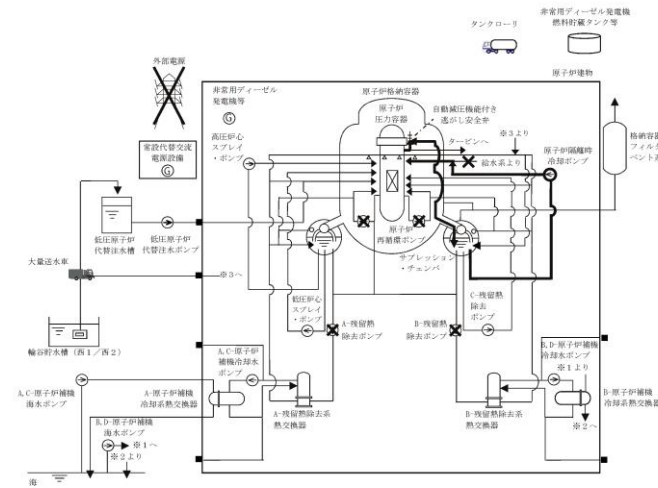 タンクローリ
非常用ディーゼル発電機
燃料貯蔵タンク等
外部電源
原子炉建物
非常用ディーゼル
発電機等
G
原子炉格納容器
原子炉
圧力容器
自動減圧機能付き
逃がし安全弁
常設代替交流
電源設備
G
高圧炉心
スプレイ
・ポンプ
タービンへ
※3より
給水系より
原子炉隔離時
冷却ポンプ
格納容器
フィルタ
ベント系
低圧原子炉
代替注水槽
低圧原子炉
代替注水ポンプ
原子炉
再循環ポンプ
サプレッション
・チェンバ
大量送水車
※3へ
低圧炉心
スプレイ
・ポンプ
A-残留熱
除去ポンプ
B-残留熱
除去ポンプ
C-残留熱
除去
ポンプ
輪谷貯水槽(西1/西2)
A,C-原子炉補機
海水ポンプ
A-原子炉補機
冷却系熱交換器
A,C-原子炉
補機冷却水
ポンプ
B,D-原子炉補機
冷却水ポンプ
※1より
B-原子炉補機
冷却系熱交換器
※2へ
B,D-原子炉補機
海水ポンプ
※1へ
※2より
A-残留熱除去系
熱交換器
B-残留熱除去系
熱交換器
海